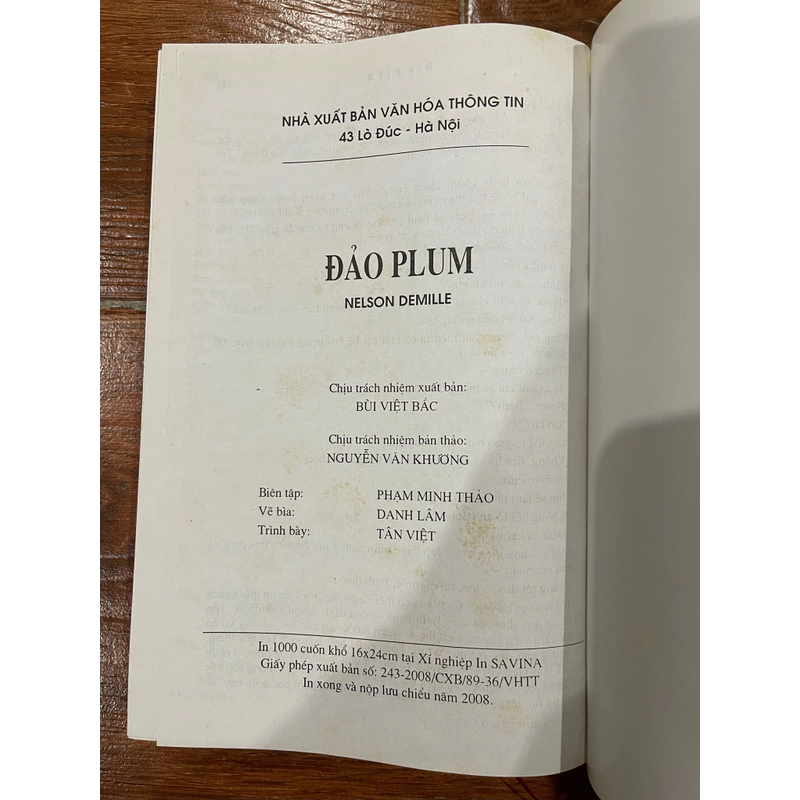 NHÀ XUẤT BẢN VĂN HÓA THÔNG TIN
43 Lò Đúc - Hà Nội
ĐẢO PLUM
NELSON DEMILLE
Chịu trách nhiệm xuất bản:
BÙI VIỆT BẮC
Chịu trách nhiệm bản thảo:
NGUYỄN VĂN KHƯƠNG
Biên tập: PHẠM MINH THẢO
Vẽ bìa: DANH LÂM
Trình bày: TÂN VIỆT
In 1000 cuốn khổ 16x24cm tại Xí nghiệp In SAVINA
Giấy phép xuất bản số: 243-2008/CXB/89-36/VHTT
In xong và nộp lưu chiểu năm 2008.